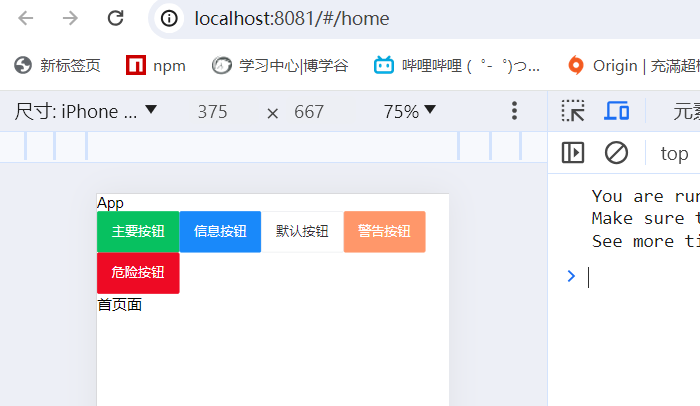 localhost:8081/#/home
新标签页 npm 学习中心|博学谷 哔哩哔哩 (゜-゜)つ... Origin | 充满超
尺寸: iPhone ... 375 × 667 75% 元
top
You are ru
Make sure
See more ti
App
主要按钮 信息按钮 默认按钮 警告按钮
危险按钮
首页面